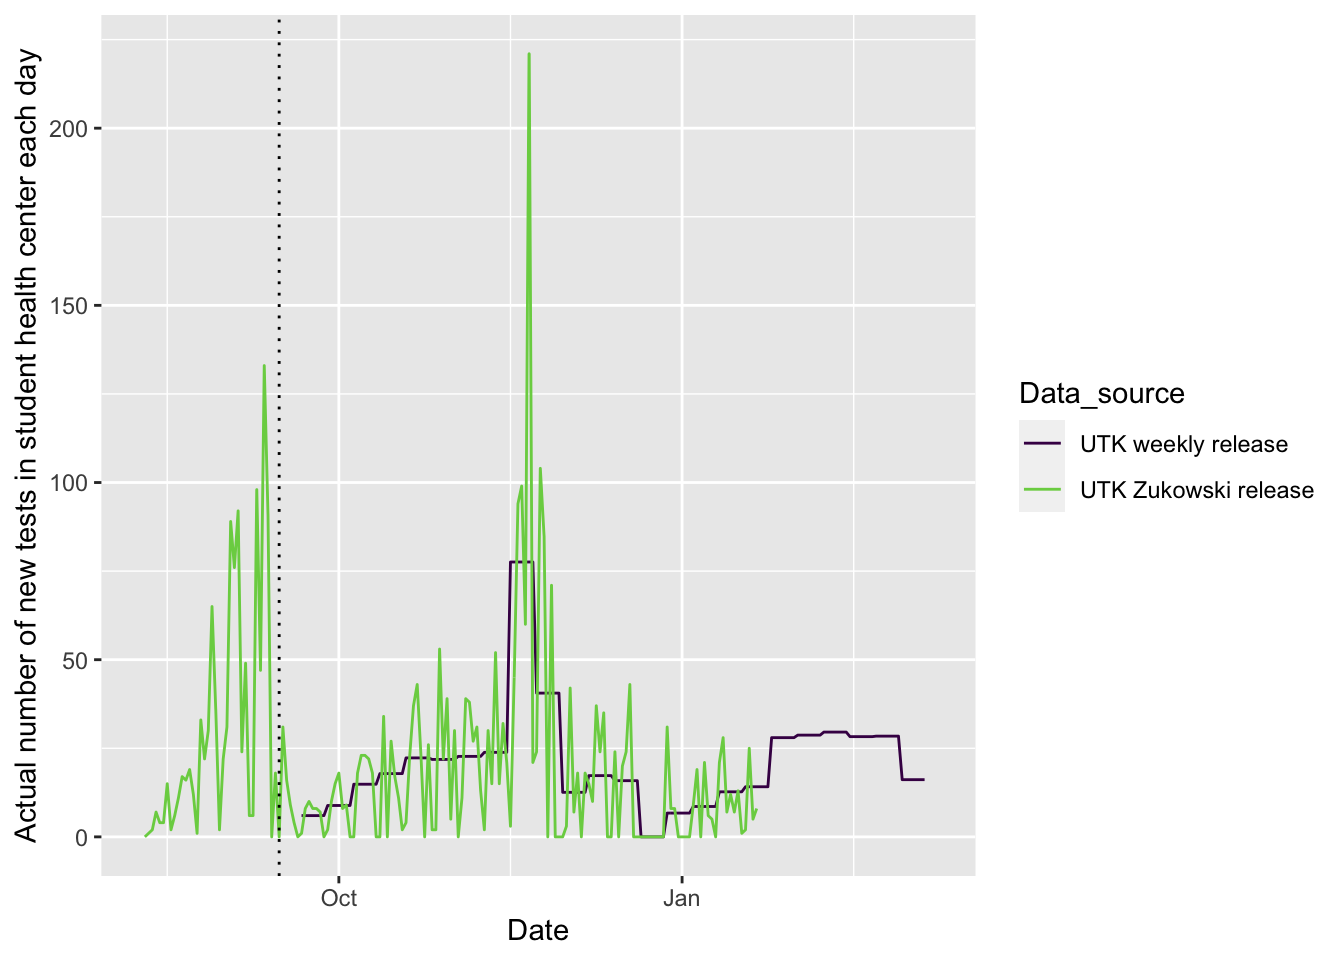 Actual number of new tests in student health center each day
200
150
100
50
0
Oct
Jan
Date
Data_source
UTK weekly release
UTK Zukowski release